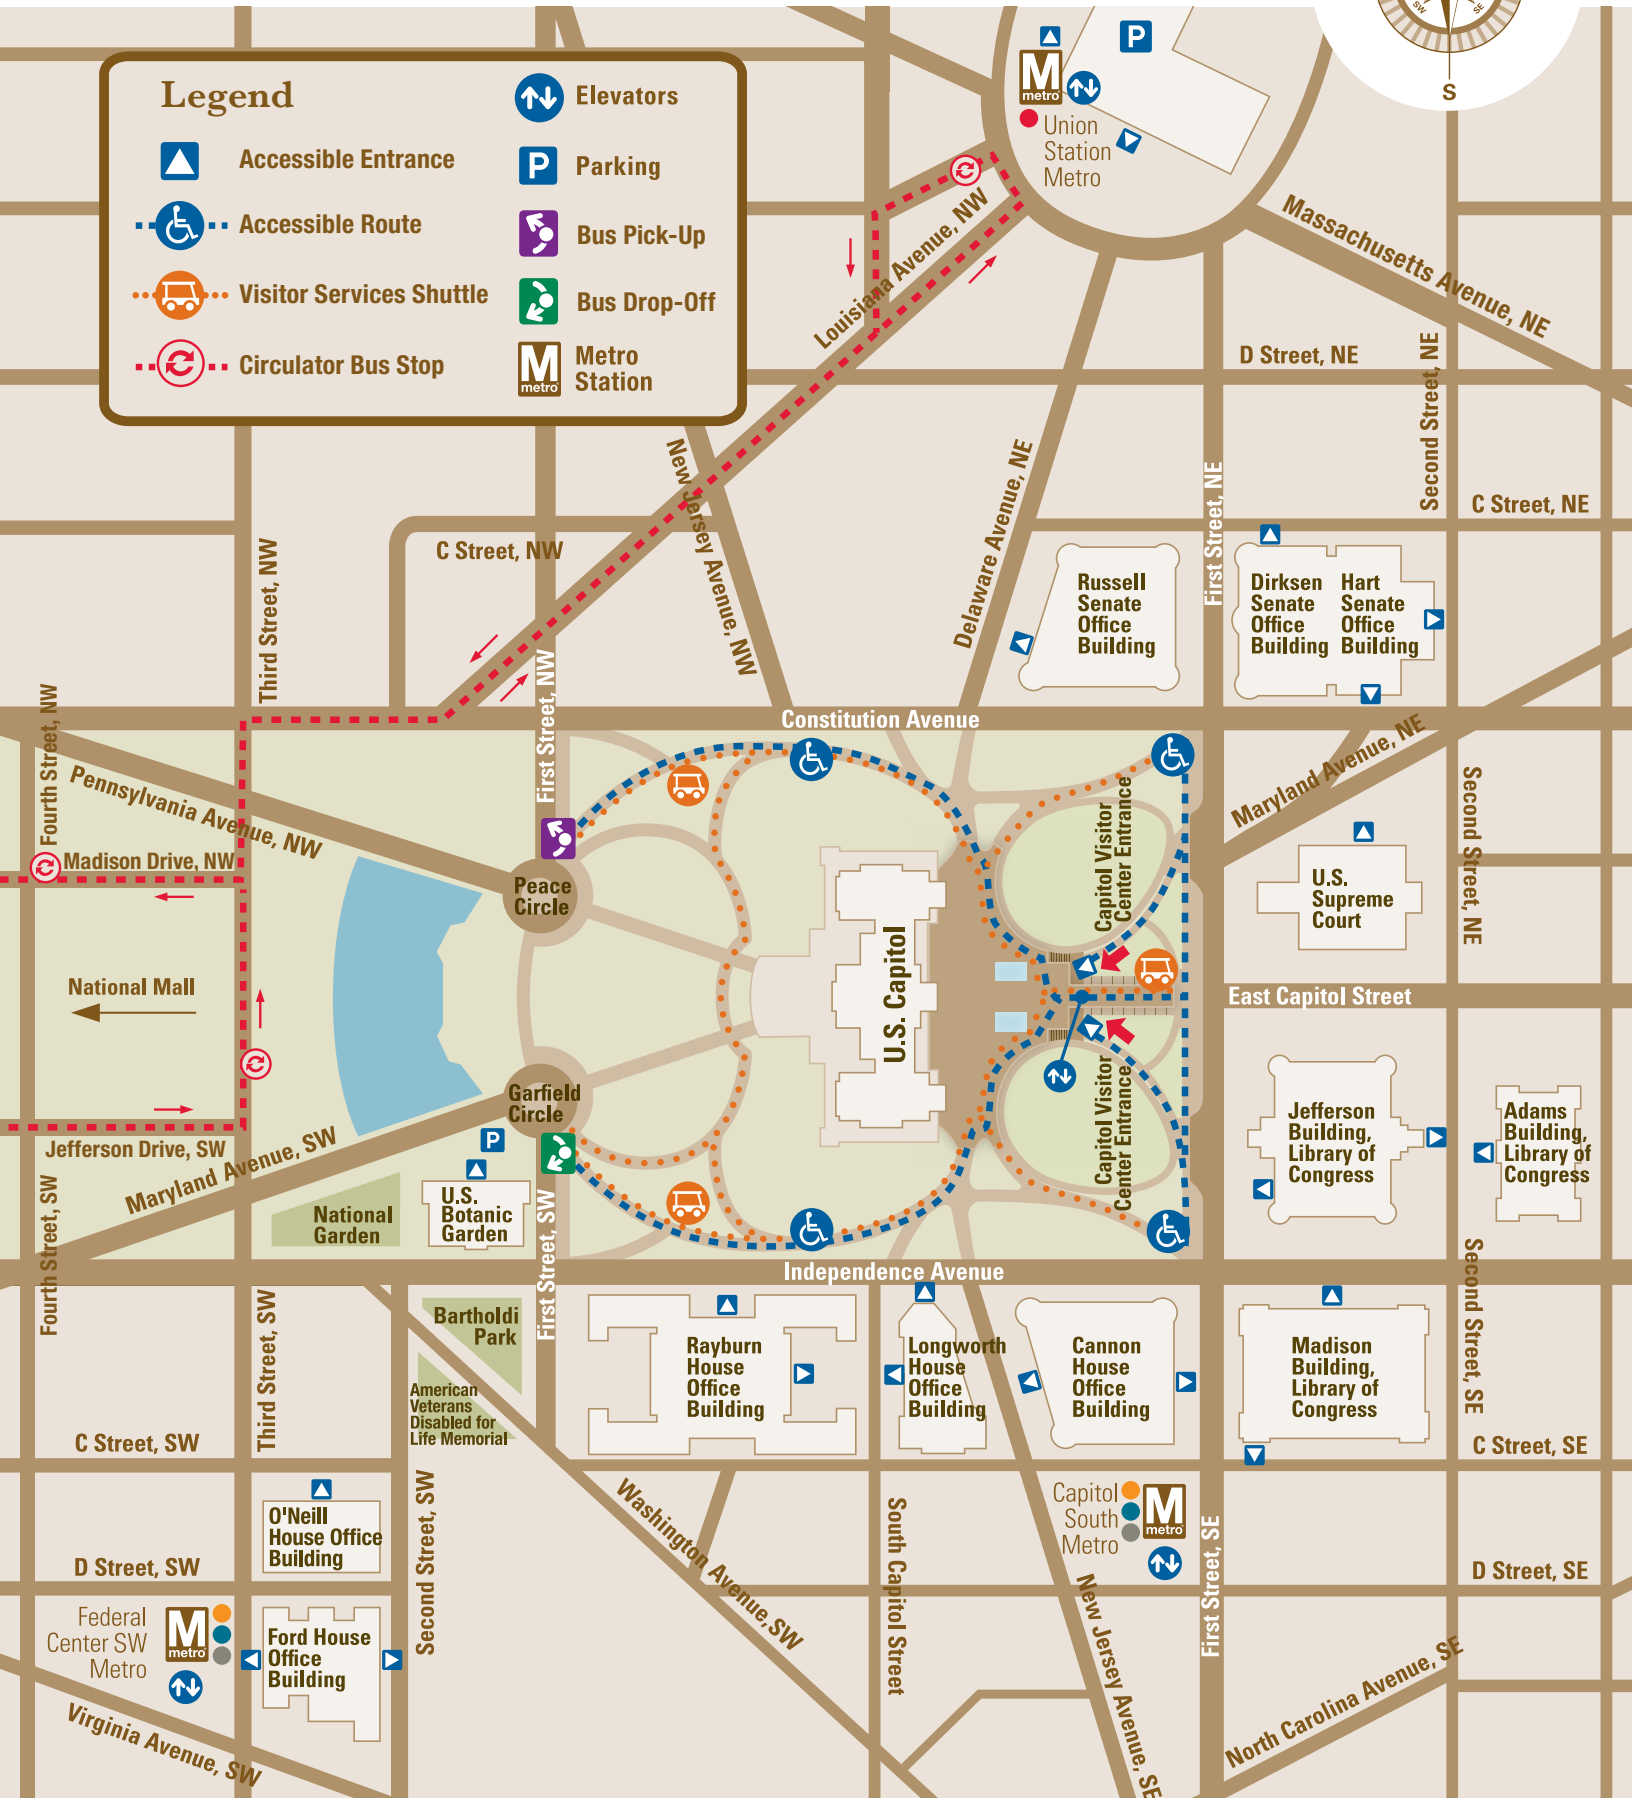 SW
SE
S
Legend
Accessible Entrance
Accessible Route
Visitor Services Shuttle
Circulator Bus Stop
Elevators
P
Parking
Bus Pick-Up
Bus Drop-Off
M
metro
Metro
Station
P
M
metro
Union
Station
Metro
Massachusetts Avenue, NE
Louisiana Avenue, NW
D Street, NE
Second Street, NE
C Street, NE
First Street, NE
Delaware Avenue, NE
New Jersey Avenue, NW
C Street, NW
Third Street, NW
First Street, NW
Russell
Senate
Office
Building
Dirksen
Senate
Office
Building
Hart
Senate
Office
Building
Constitution Avenue
Fourth Street, NW
Pennsylvania Avenue, NW
Madison Drive, NW
Peace
Circle
Maryland Avenue, NE
Second Street, NE
Capitol Visitor
Center Entrance
U.S.
Supreme
Court
U.S. Capitol
National Mall
East Capitol Street
Garfield
Circle
P
Jefferson Drive, SW
Maryland Avenue, SW
Fourth Street, SW
National
Garden
U.S.
Botanic
Garden
First Street, SW
Capitol Visitor
Center Entrance
Jefferson
Building,
Library of
Congress
Adams
Building,
Library of
Congress
Independence Avenue
Second Street, SE
Third Street, SW
Bartholdi
Park
American
Veterans
Disabled for
Life Memorial
Rayburn
House
Office
Building
Longworth
House
Office
Building
Cannon
House
Office
Building
Madison
Building,
Library of
Congress
C Street, SW
C Street, SE
O'Neill
House Office
Building
Second Street, SW
Washington Avenue, SW
South Capitol Street
Capitol
South
Metro
M
metro
First Street, SE
D Street, SW
D Street, SE
Federal
Center SW
Metro
M
metro
Ford House
Office
Building
New Jersey Avenue, SE
North Carolina Avenue, SE
Virginia Avenue, SW